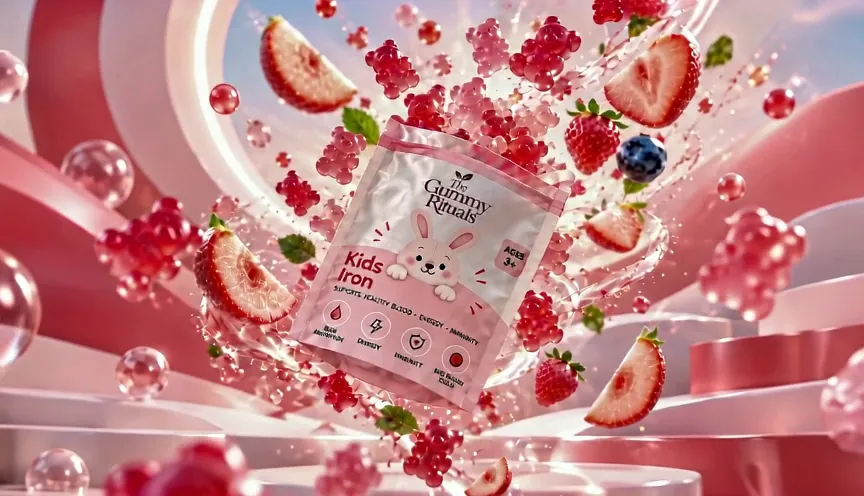 The
Gummy
Rituals
AGES
3+
Kids
Iron
SUPPORTS HEALTHY BLOOD • ENERGY • IMMUNITY
ENERGY
IMMUNITY